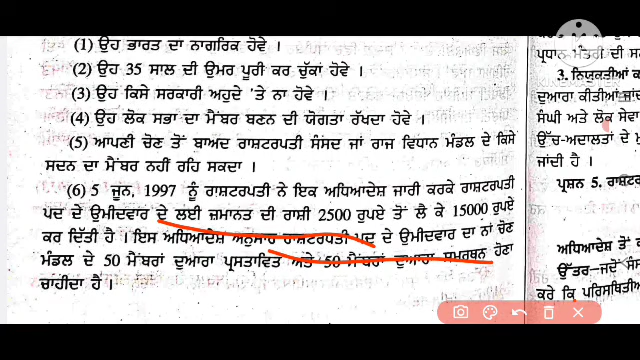 (1) ਉਹ ਭਾਰਤ ਦਾ ਨਾਗਰਿਕ ਹੋਵੇ ।
(2) ਉਹ 35 ਸਾਲ ਦੀ ਉਮਰ ਪੂਰੀ ਕਰ ਚੁੱਕਾਂ ਹੋਵੇ ।
(3) ਉਹ ਕਿਸੇ ਸਰਕਾਰੀ ਅਹੁਦੇ 'ਤੇ ਨਾ ਹੋਵੇ ।
(4) ਉਹ ਲੋਕ ਸਭਾ ਦਾ ਮੈਂਬਰ ਬਣਨ ਦੀ ਯੋਗਤਾ ਰੱਖਦਾ ਹੋਵੇ ।
(5) ਆਪਣੀ ਚੋਣ ਤੋਂ ਬਾਅਦ ਰਾਸ਼ਟਰਪਤੀ ਸੰਸਦ ਜਾਂ ਰਾਜ ਵਿਧਾਨ ਮੰਡਲ ਦੇ ਕਿਸੇ
ਸਦਨ ਦਾ ਮੈਂਬਰ ਨਹੀਂ ਰਹਿ ਸਕਦਾ ।
(6) 5 ਜੂਨ, 1997 ਨੂੰ ਰਾਸ਼ਟਰਪਤੀ ਨੇ ਇਕ ਅਧਿਆਦੇਸ਼ ਜਾਰੀ ਕਰਕੇ ਰਾਸ਼ਟਰਪਤੀ
ਪਦ ਦੇ ਉਮੀਦਵਾਰ ਦੇ ਲਈ ਜ਼ਮਾਨਤ ਦੀ ਰਾਸ਼ੀ 2500 ਰੁਪਏ ਤੋਂ ਲੈ ਕੇ 15000 ਰੁਪਏ
ਕਰ ਦਿੱਤੀ ਹੈ । ਇਸ ਅਧਿਆਦੇਸ਼ ਅਨੁਸਾਰ ਰਾਸ਼ਟਰਪਤੀ ਪਦ ਦੇ ਉਮੀਦਵਾਰ ਦਾ ਨਾਂ ਚੋਣ
ਮੰਡਲ ਦੇ 50 ਮੈਂਬਰਾਂ ਦੁਆਰਾ ਪ੍ਰਸਤਾਵਿਤ ਅਤੇ 50 ਮੈਂਬਰਾਂ ਦੁਆਰਾ ਸਮਰਥਨ ਹੋਣਾ
ਚਾਹੀਦਾ ਹੈ ।
ਪ੍ਰਧਾਨ ਮੰਤਰੀ ਦੀ ਸ
3. ਨਿਯੁਕਤੀਆਂ ਕ
ਦੁਆਰਾ ਕੀਤੀਆਂ ਜਾਂ
ਸੰਘੀ ਅਤੇ ਲੋਕ ਸੇਵਾ
ਉੱਚ-ਅਦਾਲਤਾਂ ਦੇ
ਜਾਂਦੀ ਹੈ ।
ਪ੍ਰਸ਼ਨ 5. ਰਾਸ਼ਟ
ਅਧਿਆਦੇਸ਼ ਤੋਂ
ਉੱਤਰ-ਜਦੋਂ ਸੰ
ਕਰੇ ਕਿ ਪਰਿਸਥਿਤੀਅ